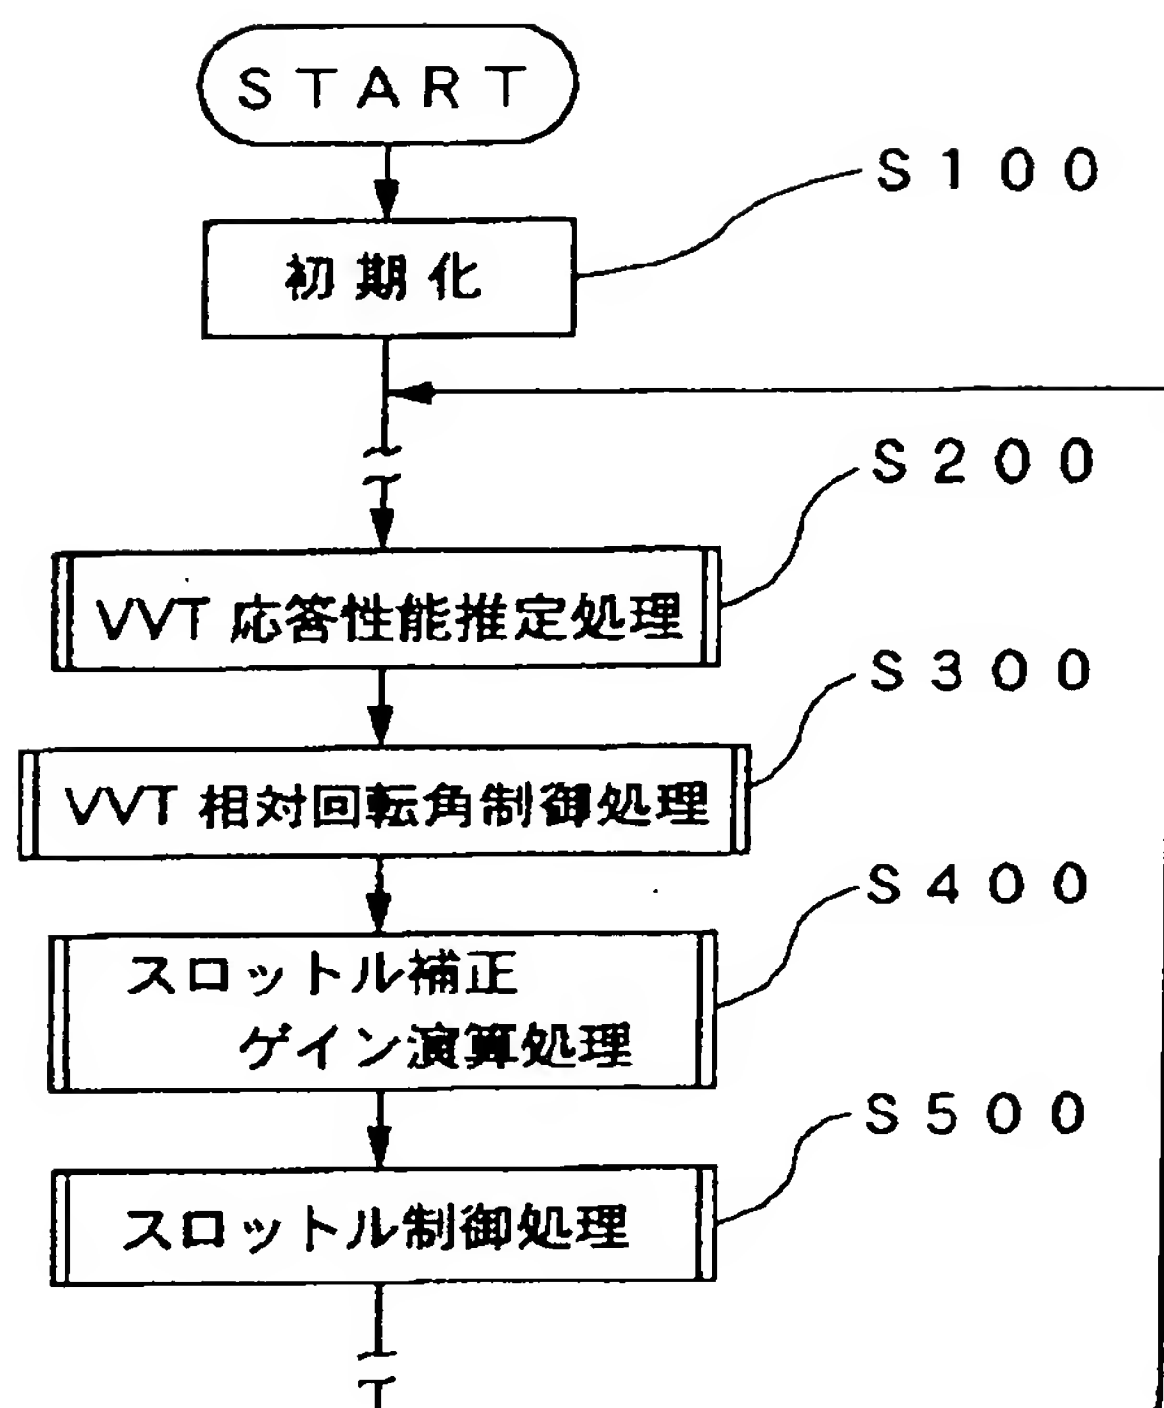 START
S100
初期化
S200
VVT 応答性能推定処理
S300
VVT 相対回転角制御処理
S400
スロットル補正
ゲイン演算処理
S500
スロットル制御処理